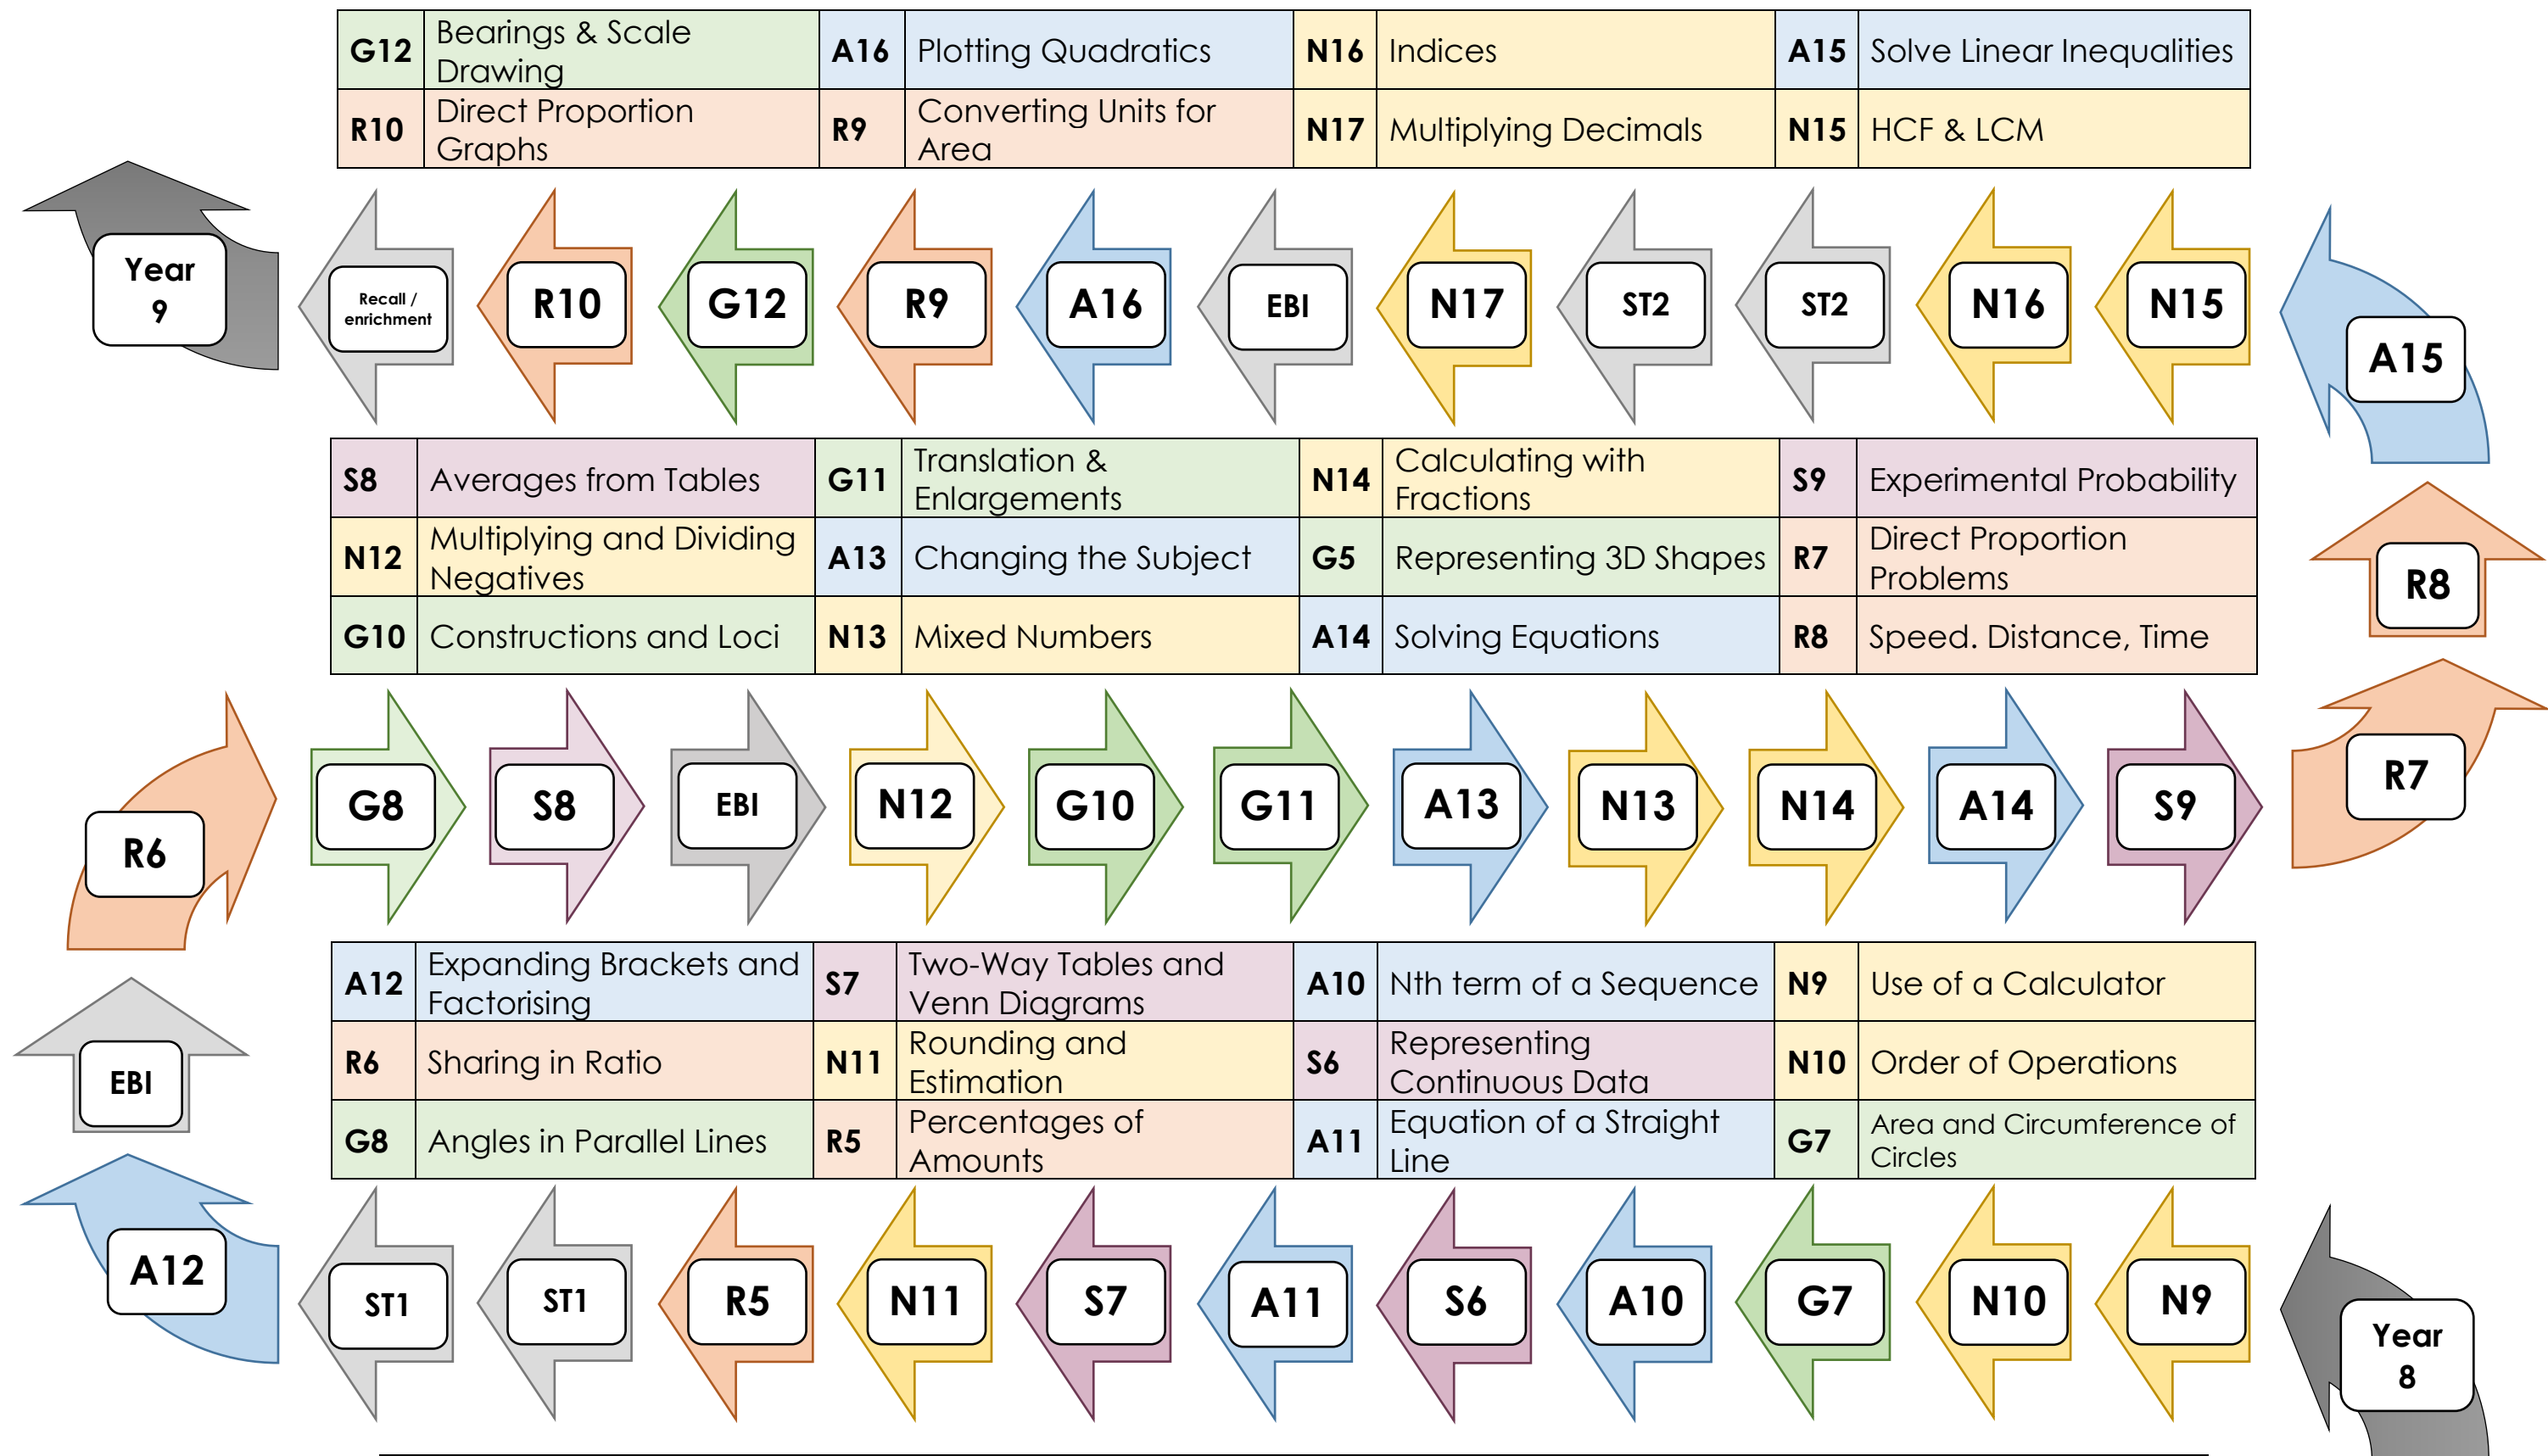 G12 Bearings & Scale
Drawing
A16 Plotting Quadratics
N16 Indices
A15 Solve Linear Inequalities
R10 Direct Proportion
Graphs
R9 Converting Units for
Area
N17 Multiplying Decimals
N15 HCF & LCM
Year
9
Recall /
enrichment
R10
G12
R9
A16
EBI
N17
ST2
ST2
N16
N15
A15
S8 Averages from Tables
G11 Translation &
Enlargements
N14 Calculating with
Fractions
S9 Experimental Probability
N12 Multiplying and Dividing
Negatives
A13 Changing the Subject
G5 Representing 3D Shapes
R7 Direct Proportion
Problems
G10 Constructions and Loci
N13 Mixed Numbers
A14 Solving Equations
R8 Speed. Distance, Time
R8
R6
G8
S8
EBI
N12
G10
G11
A13
N13
N14
A14
S9
R7
A12 Expanding Brackets and
Factorising
S7 Two-Way Tables and
Venn Diagrams
A10 Nth term of a Sequence
N9 Use of a Calculator
R6 Sharing in Ratio
N11 Rounding and
Estimation
S6 Representing
Continuous Data
N10 Order of Operations
G8 Angles in Parallel Lines
R5 Percentages of
Amounts
A11 Equation of a Straight
Line
G7 Area and Circumference of
Circles
EBI
A12
ST1
ST1
R5
N11
S7
A11
S6
A10
G7
N10
N9
Year
8